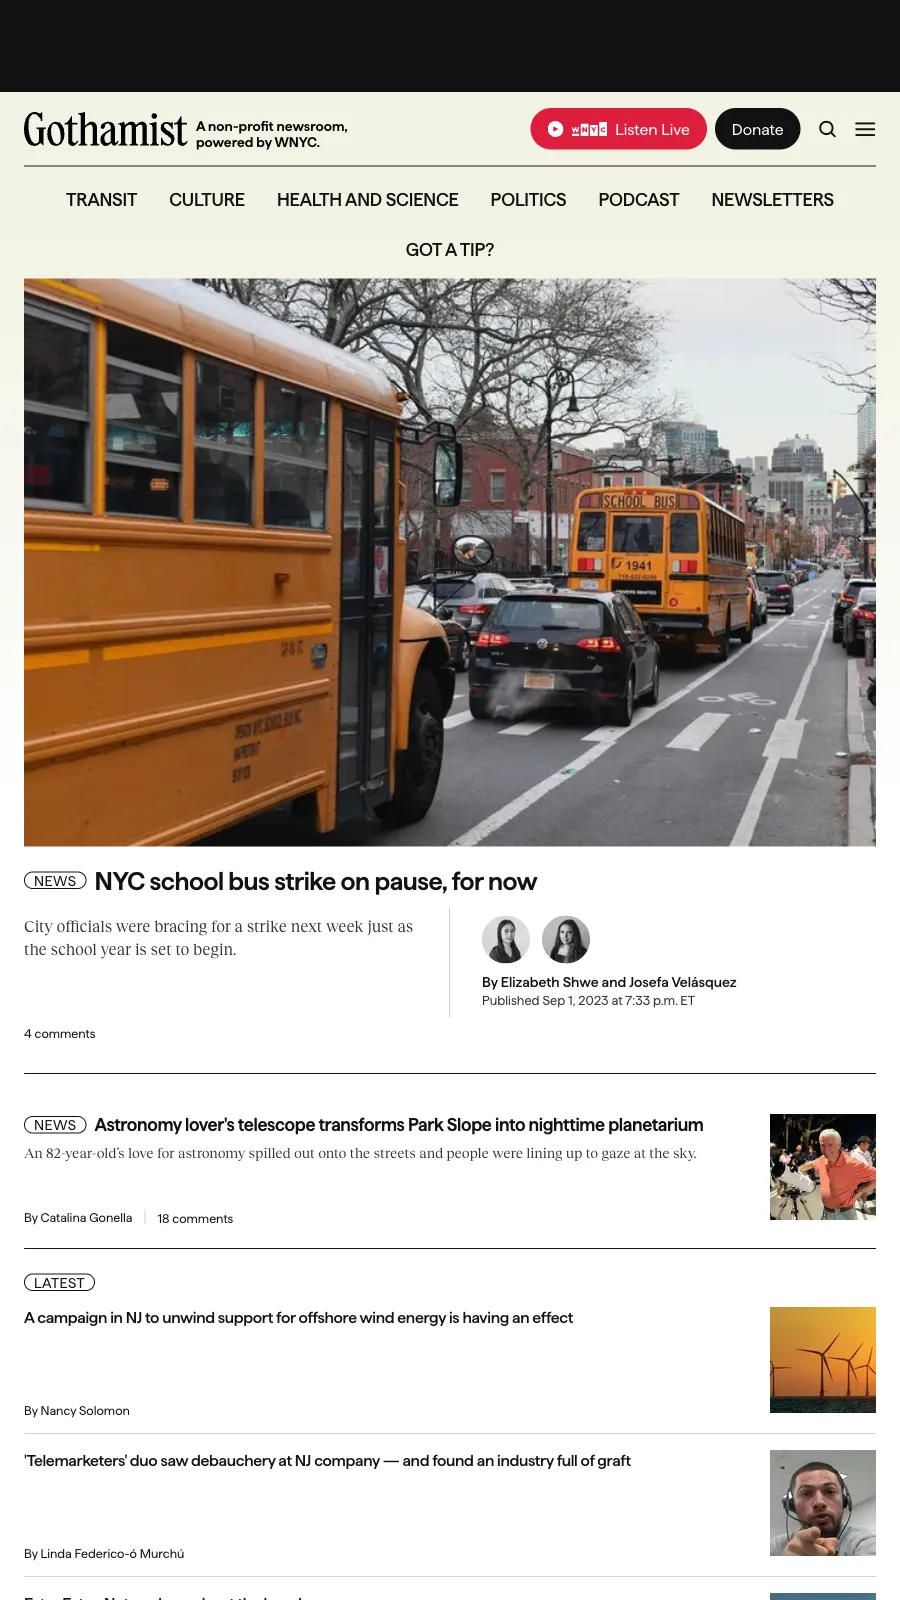 Gothamist
A non-profit newsroom,
powered by WNYC.
WNYC Listen Live
Donate
TRANSIT CULTURE HEALTH AND SCIENCE POLITICS PODCAST NEWSLETTERS
GOT A TIP?
SCHOOL BUS
1941
NEWS NYC school bus strike on pause, for now
City officials were bracing for a strike next week just as
the school year is set to begin.
By Elizabeth Shwe and Josefa Velásquez
Published Sep 1, 2023 at 7:33 p.m. ET
4 comments
NEWS Astronomy lover's telescope transforms Park Slope into nighttime planetarium
An 82-year-old’s love for astronomy spilled out onto the streets and people were lining up to gaze at the sky.
By Catalina Gonella 18 comments
LATEST
A campaign in NJ to unwind support for offshore wind energy is having an effect
By Nancy Solomon
'Telemarketers' duo saw debauchery at NJ company — and found an industry full of graft
By Linda Federico-ó Murchú